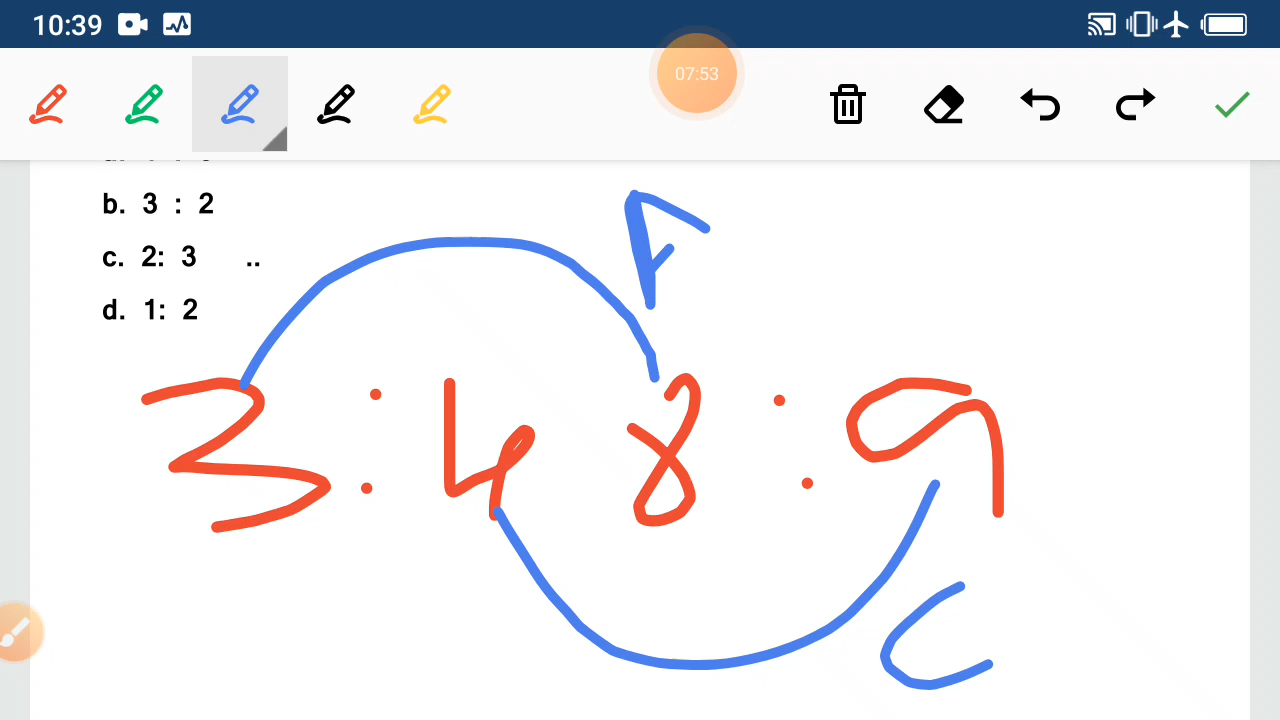 10:39
07:53
b. 3 : 2
c. 2: 3 ..
d. 1: 2
3 : 4 8 : 9
A
C